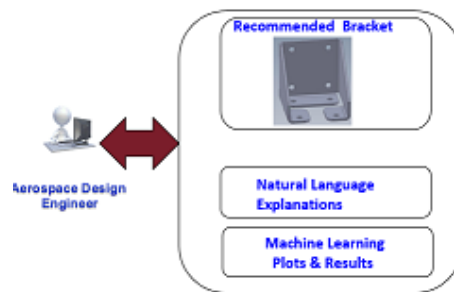 Recommended Bracket
Aerospace Design
Engineer
Natural Language
Explanations
Machine Learning
Plots & Results